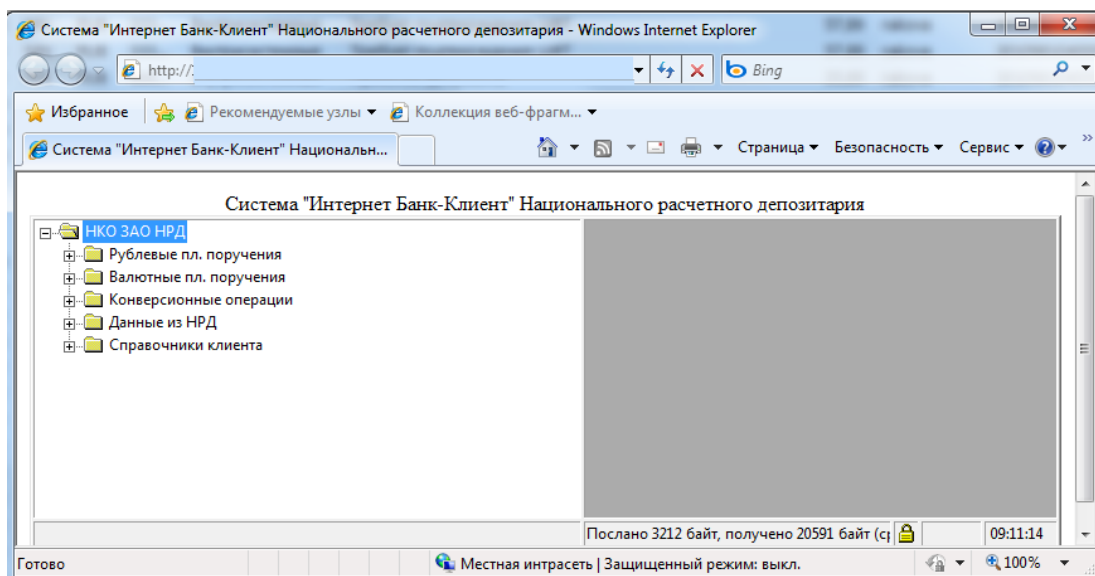 Система "Интернет Банк-Клиент" Национального расчетного депозитария - Windows Internet Explorer
http://
Bing
Избранное Рекомендуемые узлы Коллекция веб-фрагм...
Система "Интернет Банк-Клиент" Национальн... Страница Безопасность Сервис
Система "Интернет Банк-Клиент" Национального расчетного депозитария
НКО ЗАО НРД
Рублевые пл. поручения
Валютные пл. поручения
Конверсионные операции
Данные из НРД
Справочники клиента
Послано 3212 байт, получено 20591 байт 09:11:14
Готово Местная интрасеть | Защищенный режим: выкл. 100%